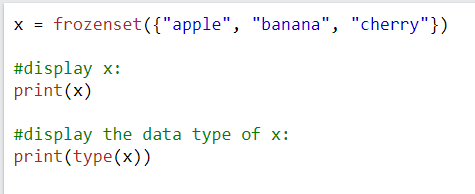 x = frozenset({"apple", "banana", "cherry"})
#display x:
print(x)
#display the data type of x:
print(type(x))